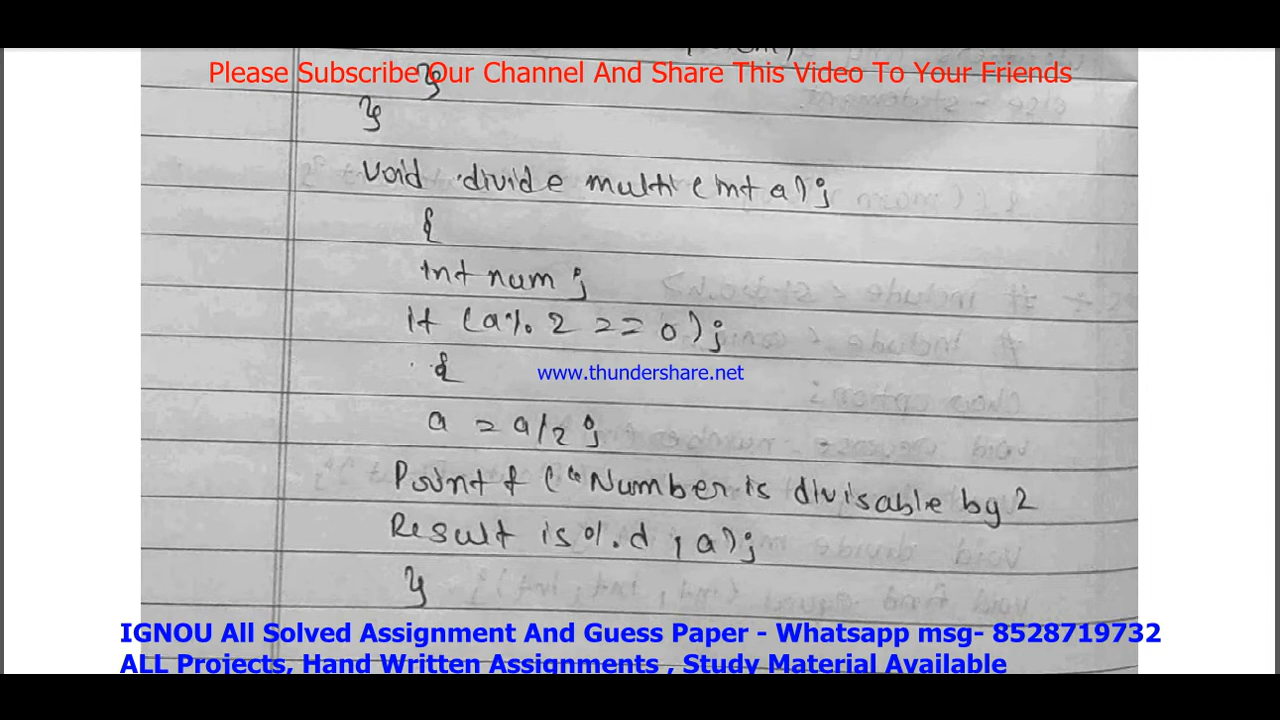 Please Subscribe Our Channel And Share This Video To Your Friends
}
}
void divide multi (int a);
{
int num;
if (a% 2 == 0);
{
www.thundershare.net
a = a/2;
Printf ("Number is divisable by 2
Result is %.d , a);
}
IGNOU All Solved Assignment And Guess Paper - Whatsapp msg- 8528719732
ALL Projects, Hand Written Assignments , Study Material Available